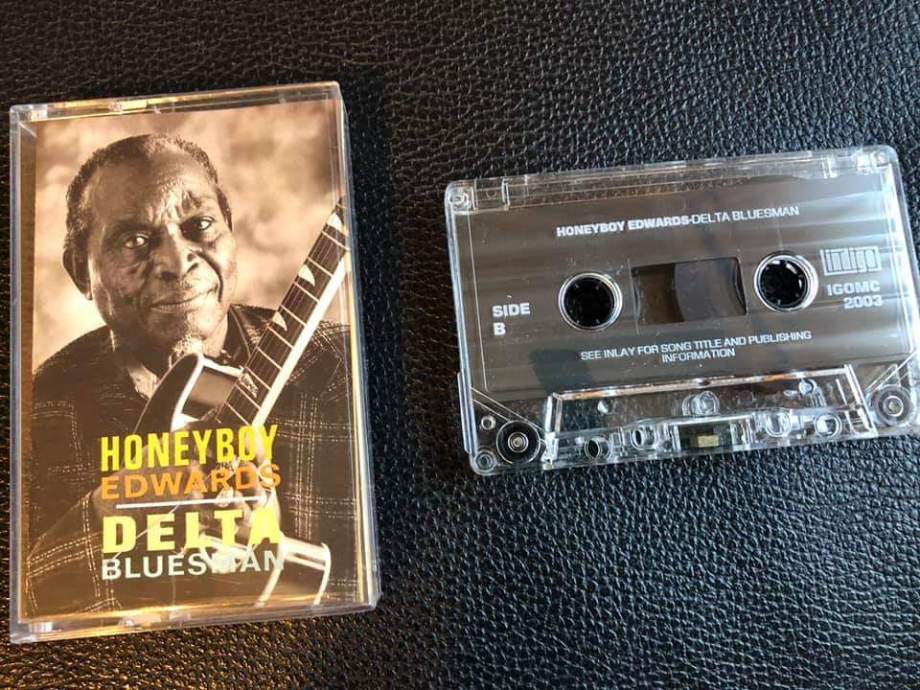 HONEYBOY
EDWARDS
DELTA
BLUESMAN
HONEYBOY EDWARDS-DELTA BLUESMAN
indigo
SIDE
B
IGOMC
2003
SEE INLAY FOR SONG TITLE AND PUBLISHING
INFORMATION